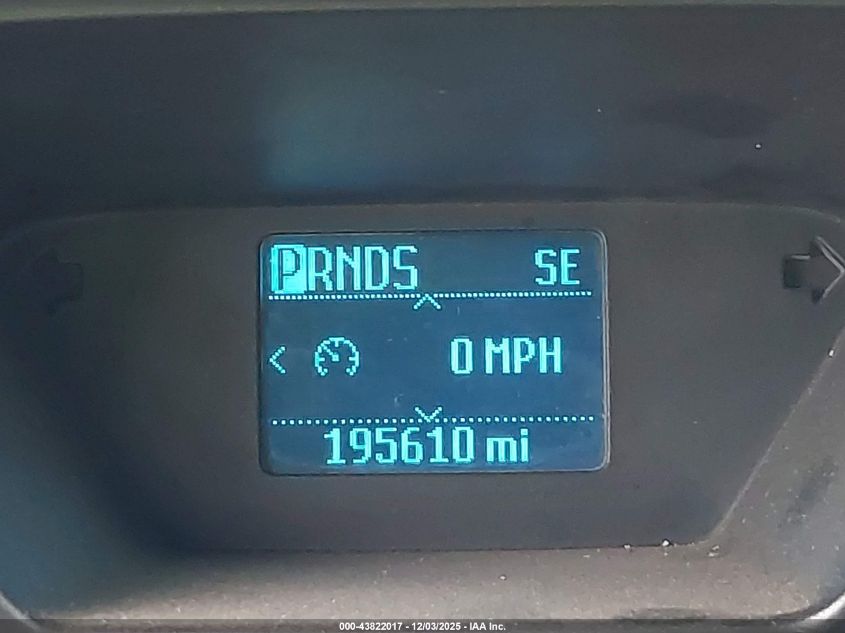 PRNDS SE
0 MPH
195610 mi
000-43822017 - 12/03/2025 - IAA Inc.